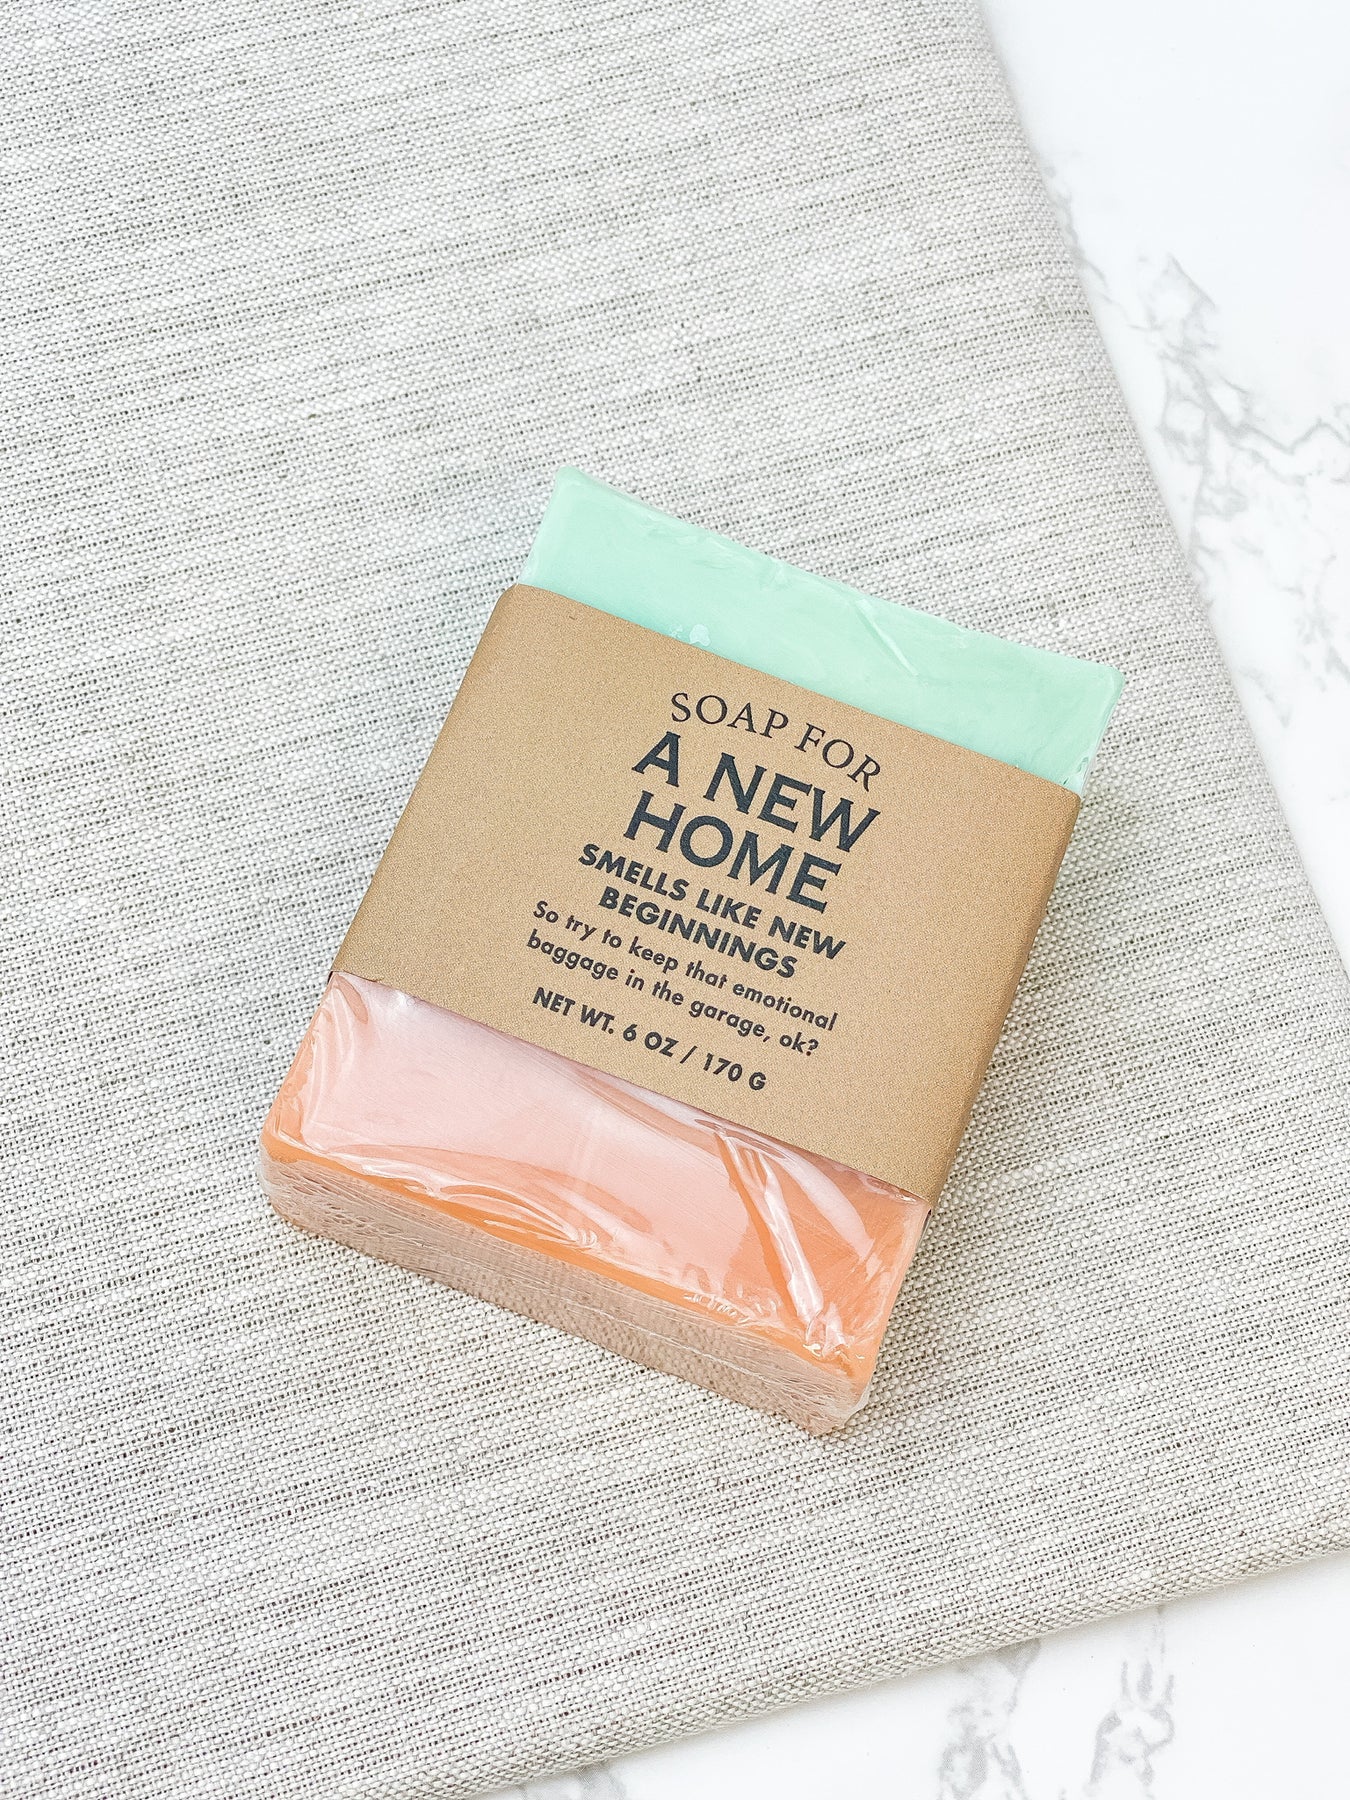 SOAP FOR
A NEW
HOME
SMELLS LIKE NEW
BEGINNINGS
So try to keep that emotional
baggage in the garage, ok?
NET WT. 6 OZ / 170 G